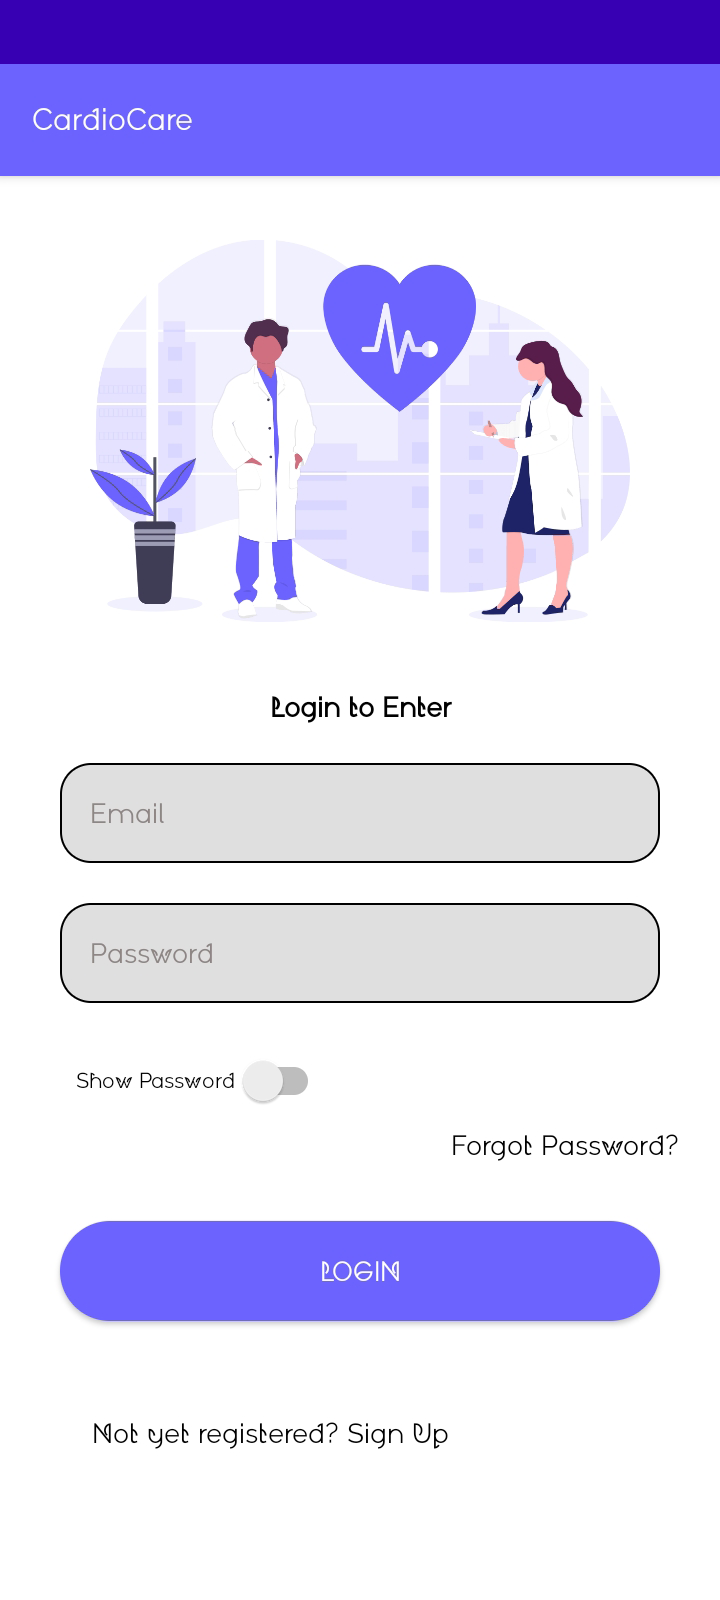 CardioCare
Login to Enter
Email
Password
Show Password
Forgot Password?
LOGIN
Not yet registered? Sign Up